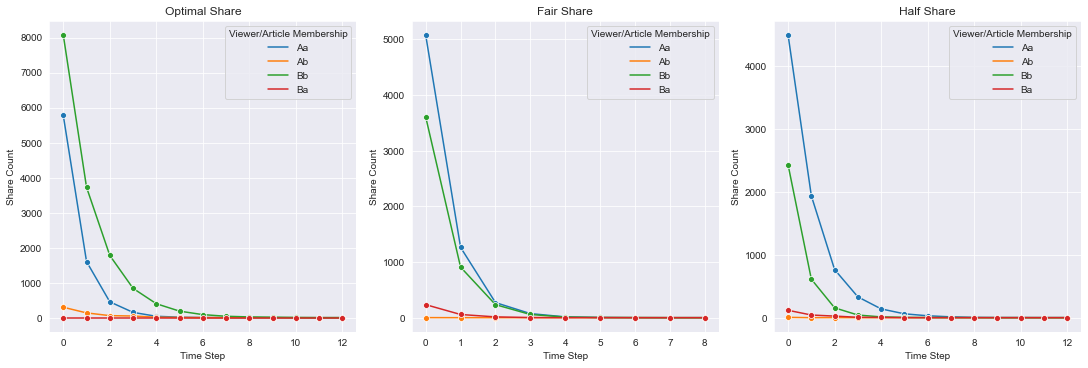 Optimal Share
Viewer/Article Membership
Aa
Ab
Bb
Ba
8000
7000
6000
5000
4000
3000
2000
1000
0
Share Count
0 2 4 6 8 10 12
Time Step
Fair Share
Viewer/Article Membership
Aa
Ab
Bb
Ba
5000
4000
3000
2000
1000
0
Share Count
0 1 2 3 4 5 6 7 8
Time Step
Half Share
Viewer/Article Membership
Aa
Ab
Bb
Ba
4000
3000
2000
1000
0
Share Count
0 2 4 6 8 10 12
Time Step